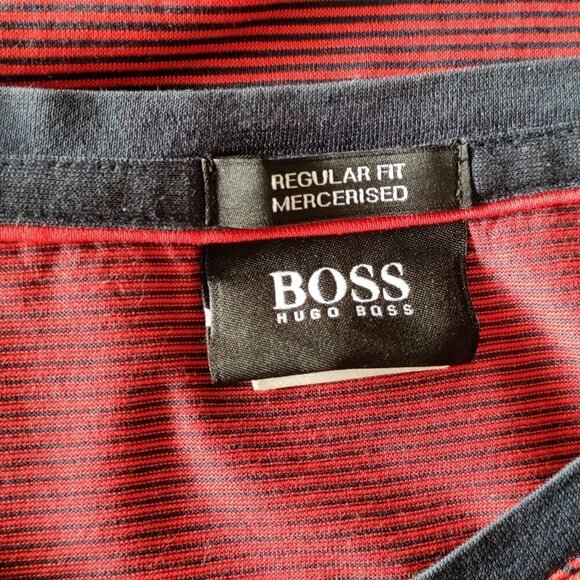 REGULAR FIT
MERCERISED
BOSS
HUGO BOSS